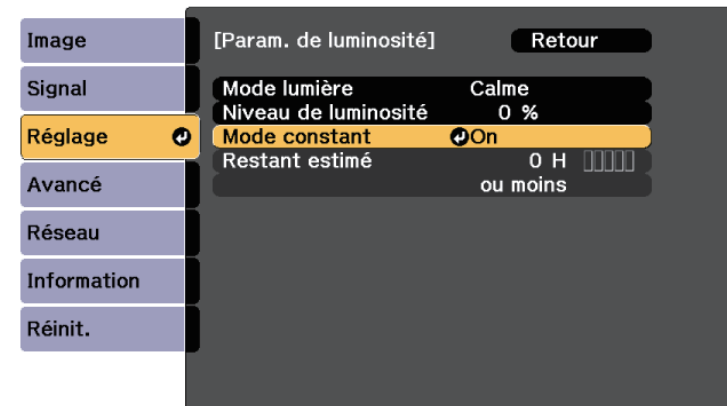 Image
Signal
Réglage
Avancé
Réseau
Information
Réinit.
[Param. de luminosité] Retour
Mode lumière Calme
Niveau de luminosité 0 %
Mode constant On
Restant estimé 0 H
ou moins